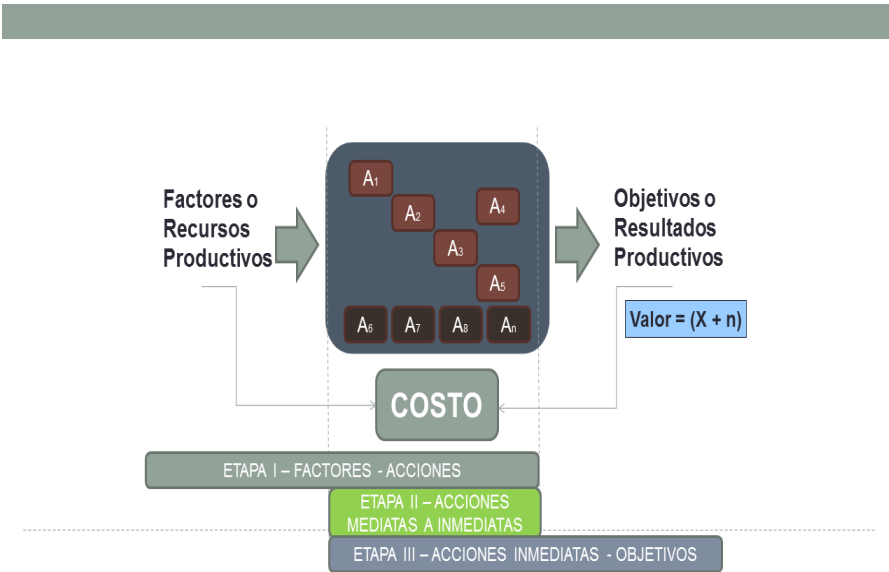 Factores o
Recursos
Productivos
A1
A2
A4
A3
A5
A6
A7
A8
An
Objetivos o
Resultados
Productivos
Valor = (X + n)
COSTO
ETAPA I – FACTORES - ACCIONES
ETAPA II – ACCIONES
MEDIATAS A INMEDIATAS
ETAPA III – ACCIONES INMEDIATAS - OBJETIVOS